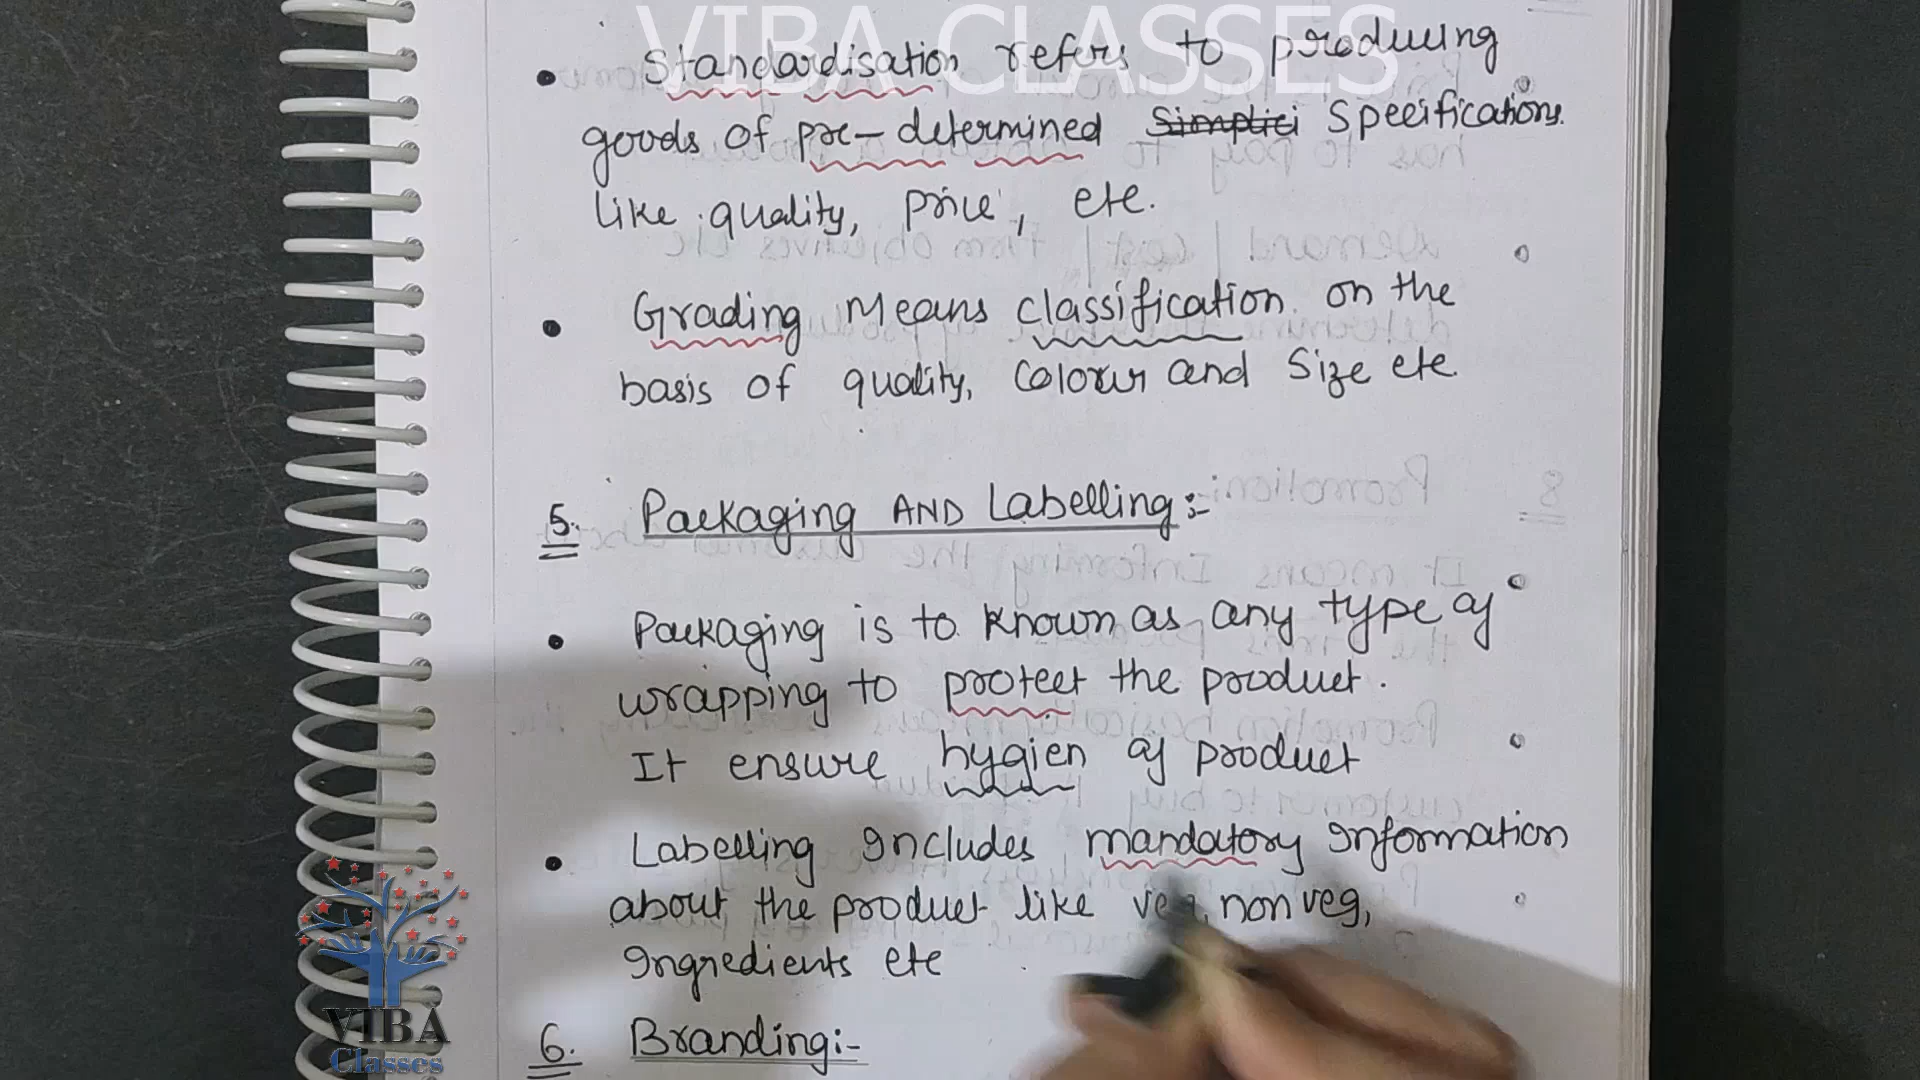 VIBA CLASSES
• Standardisation refers to producing
goods of pre-determined Simplici Specifications.
like quality, price, etc.
• Grading Means classification on the
basis of quality, Colour and Size etc.
5. Packaging AND Labelling:-
• Packaging is to known as any type of
wrapping to protect the product.
It ensure hygien of product
• Labelling Includes mandatory Information
about the product like veg, non veg,
Ingredients etc
6. Branding:-
VIBA
Classes